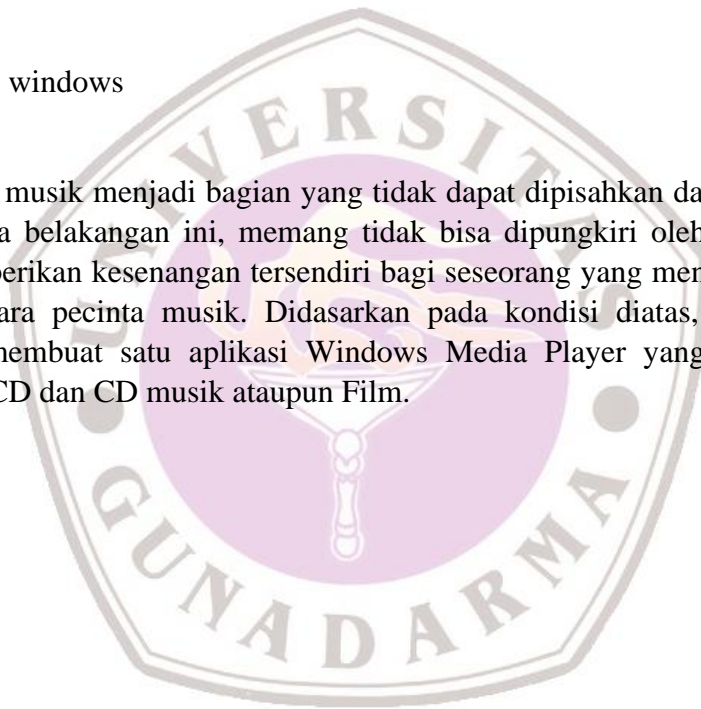 windows
musik menjadi bagian yang tidak dapat dipisahkan da
a belakangan ini, memang tidak bisa dipungkiri oleh
erikan kesenangan tersendiri bagi seseorang yang men
ara pecinta musik. Didasarkan pada kondisi diatas,
membuat satu aplikasi Windows Media Player yang
CD dan CD musik ataupun Film.
UNIVERSITAS
GUNADARMA